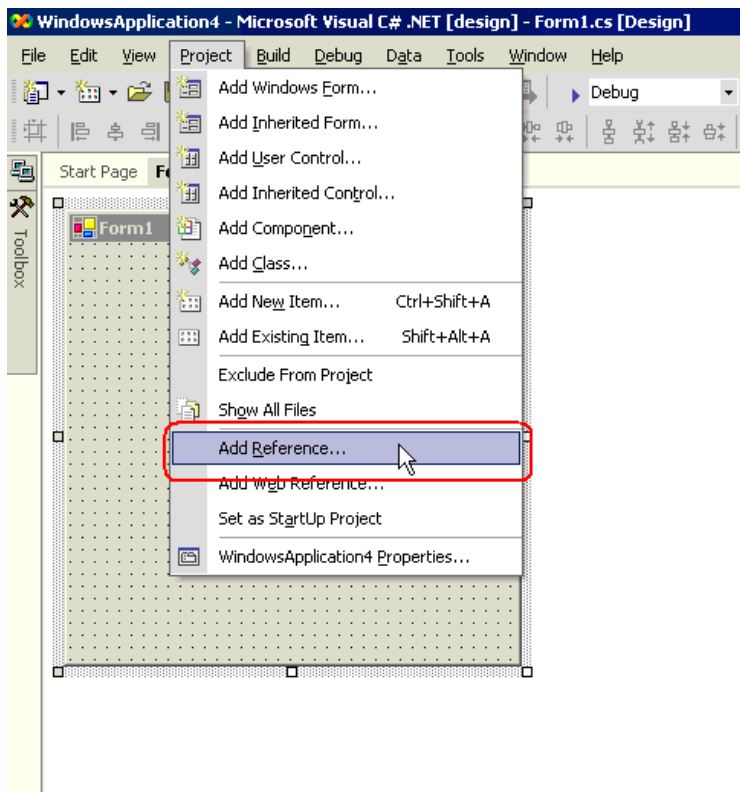 WindowsApplication4 - Microsoft Visual C# .NET [design] - Form1.cs [Design]
File Edit View Project Build Debug Data Tools Window Help
Debug
Add Windows Form...
Add Inherited Form...
Add User Control...
Add Inherited Control...
Add Component...
Add Class...
Add New Item... Ctrl+Shift+A
Add Existing Item... Shift+Alt+A
Exclude From Project
Show All Files
Add Reference...
Add Web Reference...
Set as StartUp Project
WindowsApplication4 Properties...
Start Page
Form1
Toolbox